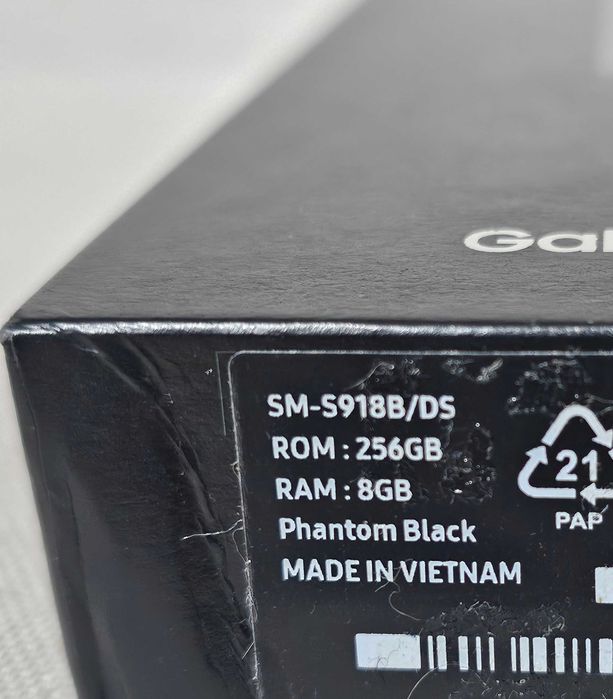 SM-S918B/DS
ROM : 256GB
RAM : 8GB
Phantom Black
MADE IN VIETNAM
21
PAP